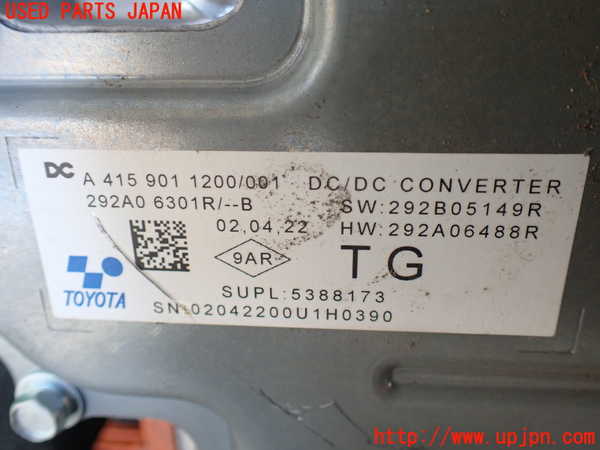 USED PARTS JAPAN
DC A 415 901 1200/001 DC/DC CONVERTER
292A0 6301R/--B SW:292B05149R
02,04,22 HW:292A06488R
9AR TG
TOYOTA
SUPL:5388173
SN:02042200U1H0390
http://www.upjpn.com/